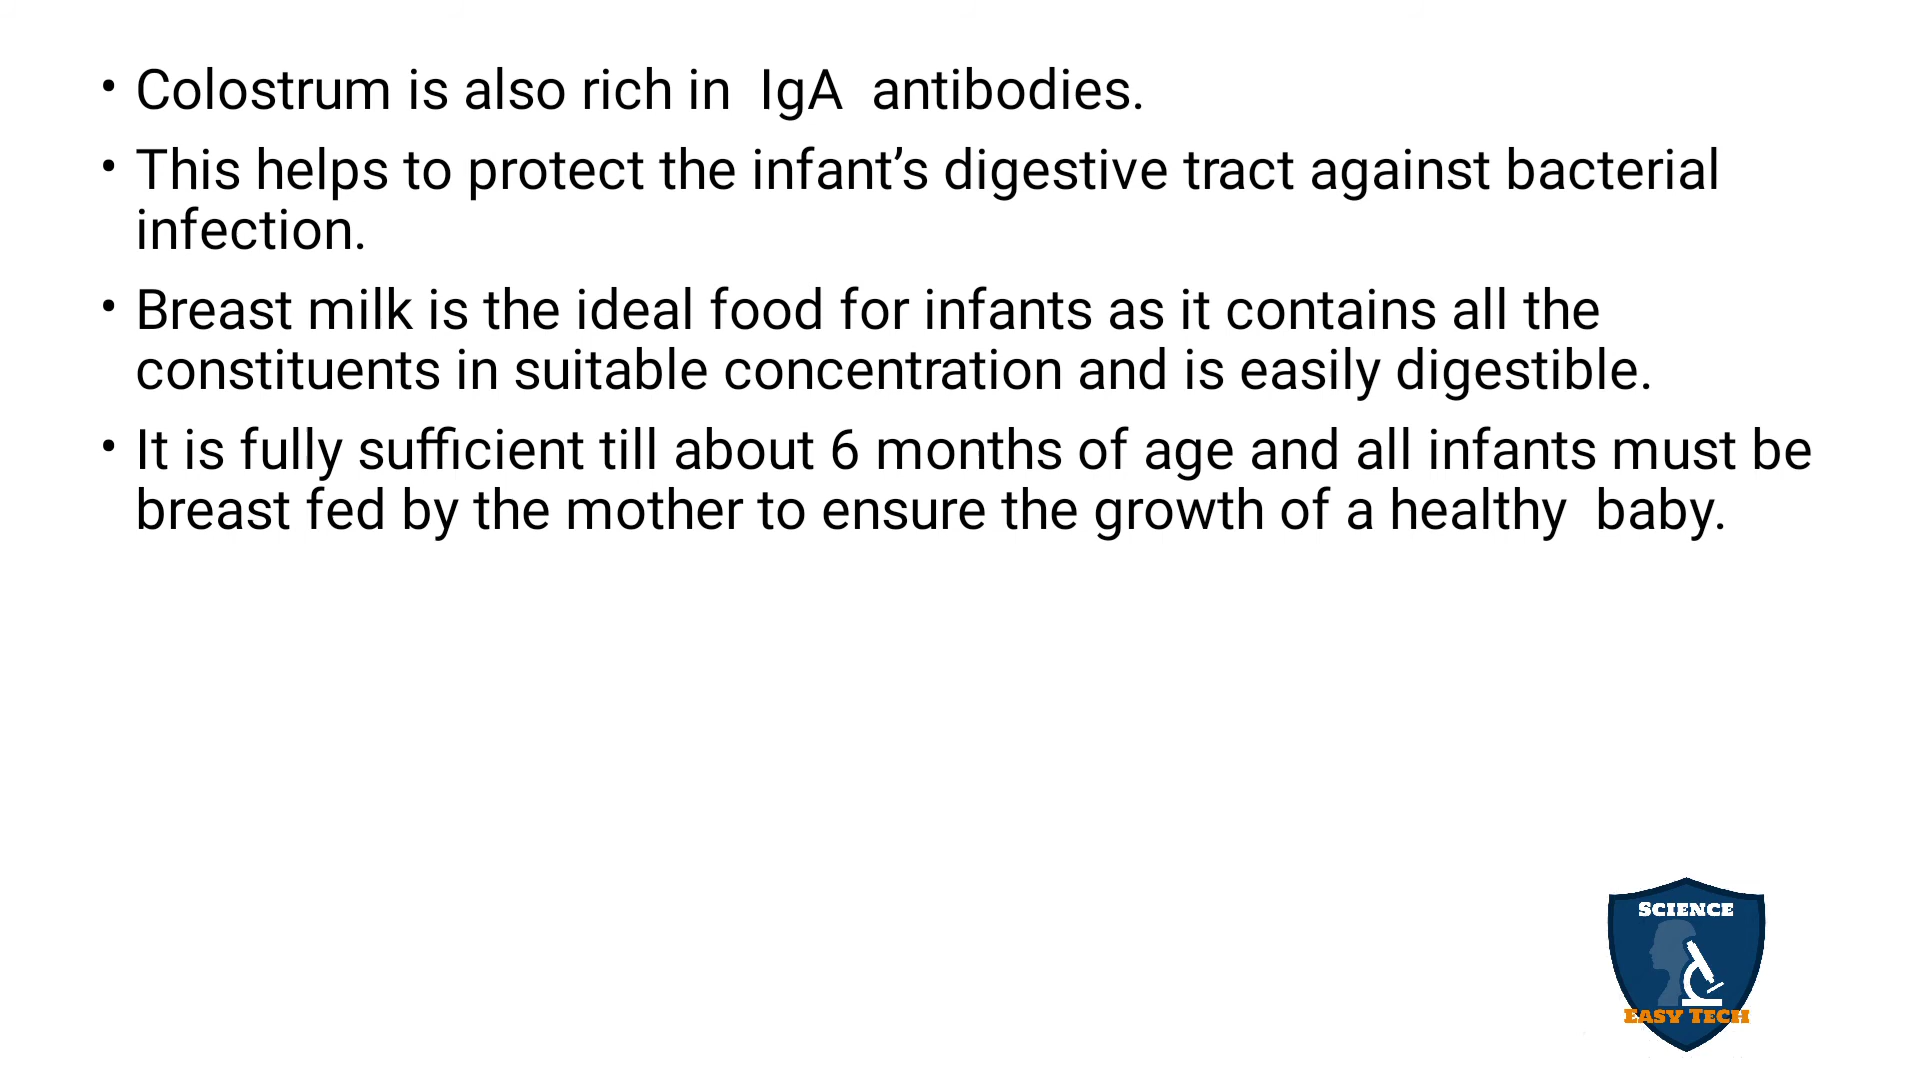 • Colostrum is also rich in  IgA  antibodies.
• This helps to protect the infant’s digestive tract against bacterial
infection.
• Breast milk is the ideal food for infants as it contains all the
constituents in suitable concentration and is easily digestible.
• It is fully sufficient till about 6 months of age and all infants must be
breast fed by the mother to ensure the growth of a healthy  baby.
SCIENCE
EASY TECH